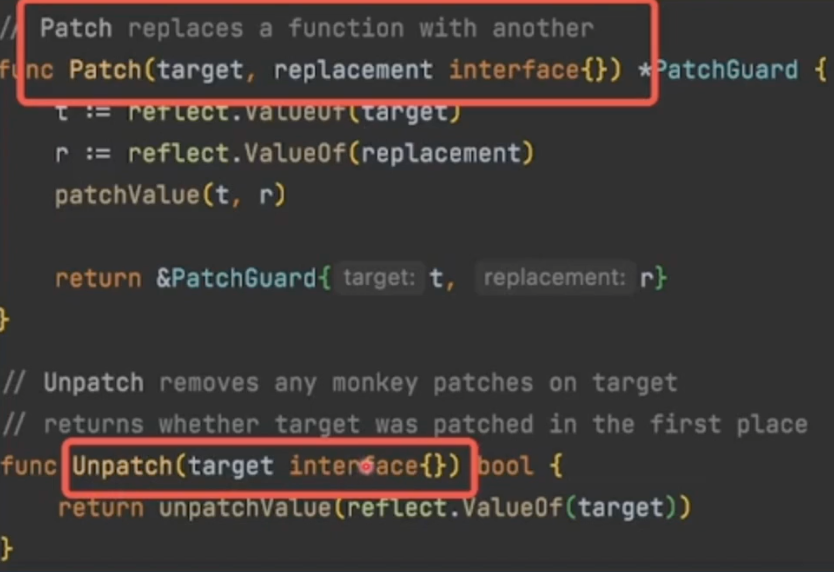 // Patch replaces a function with another
func Patch(target, replacement interface{}) *PatchGuard {
t := reflect.ValueOf(target)
r := reflect.ValueOf(replacement)
patchValue(t, r)
return &PatchGuard{ target: t, replacement: r}
}
// Unpatch removes any monkey patches on target
// returns whether target was patched in the first place
func Unpatch(target interface{}) bool {
return unpatchValue(reflect.ValueOf(target))
}